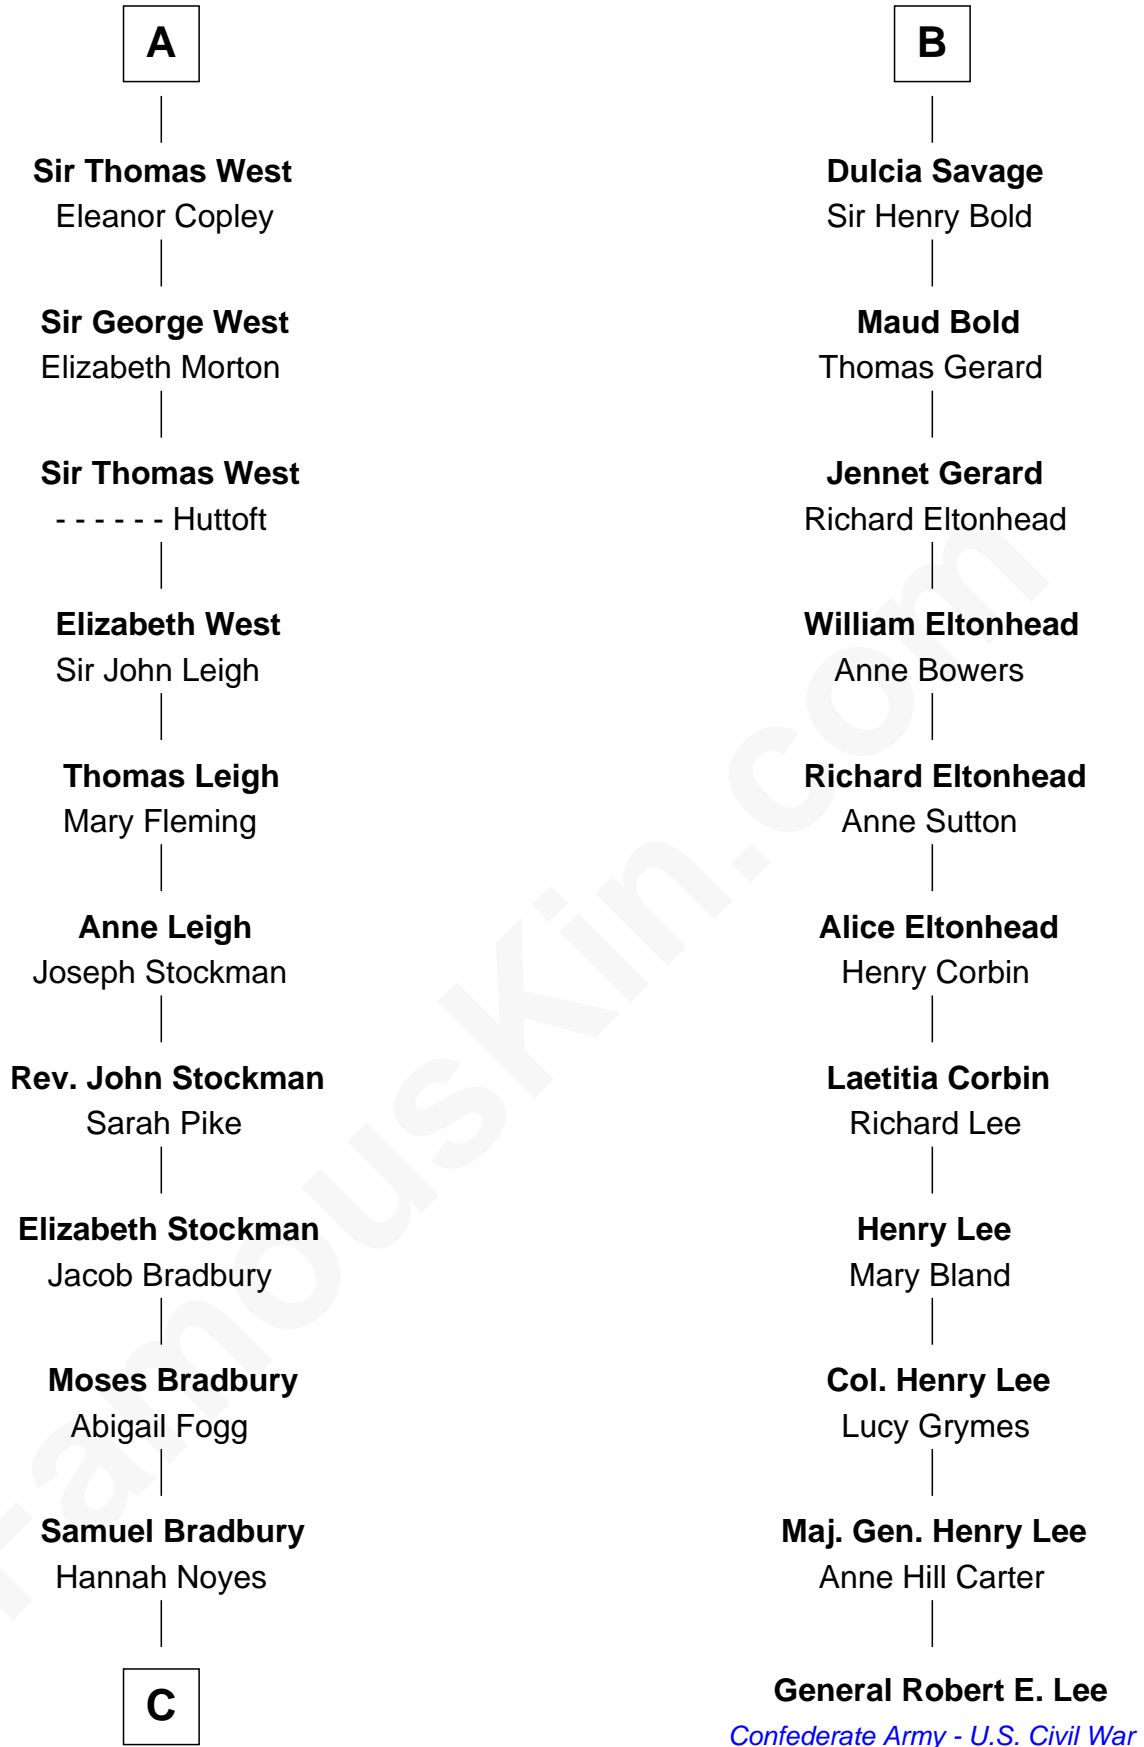 A
Sir Thomas West
Eleanor Copley
Sir George West
Elizabeth Morton
Sir Thomas West
- - - - - - Huttoft
Elizabeth West
Sir John Leigh
Thomas Leigh
Mary Fleming
Anne Leigh
Joseph Stockman
Rev. John Stockman
Sarah Pike
Elizabeth Stockman
Jacob Bradbury
Moses Bradbury
Abigail Fogg
Samuel Bradbury
Hannah Noyes
C
B
Dulcia Savage
Sir Henry Bold
Maud Bold
Thomas Gerard
Jennet Gerard
Richard Eltonhead
William Eltonhead
Anne Bowers
Richard Eltonhead
Anne Sutton
Alice Eltonhead
Henry Corbin
Laetitia Corbin
Richard Lee
Henry Lee
Mary Bland
Col. Henry Lee
Lucy Grymes
Maj. Gen. Henry Lee
Anne Hill Carter
General Robert E. Lee
Confederate Army - U.S. Civil War
FamousKin.com